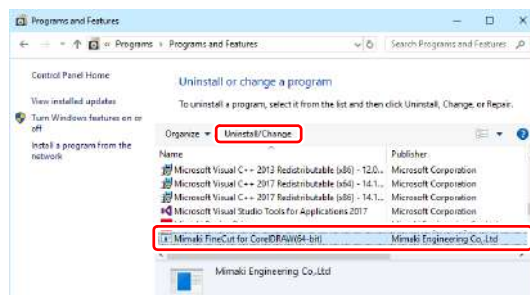 Programs and Features
« Programs › Programs and Features
Search Programs and Features
Control Panel Home
View installed updates
Turn Windows features on or off
Install a program from the network
Uninstall or change a program
To uninstall a program, select it from the list and then click Uninstall, Change, or Repair.
Organize
Uninstall/Change
Name
Publisher
Microsoft Visual C++ 2013 Redistributable (x86) - 12.0...
Microsoft Corporation
Microsoft Visual C++ 2017 Redistributable (x64) - 14.1...
Microsoft Corporation
Microsoft Visual C++ 2017 Redistributable (x86) - 14.1...
Microsoft Corporation
Microsoft Visual Studio Tools for Applications 2017
Microsoft Corporation
Mimaki FineCut for CorelDRAW(64-bit)
Mimaki Engineering Co,.Ltd
Mimaki Engineering Co,.Ltd